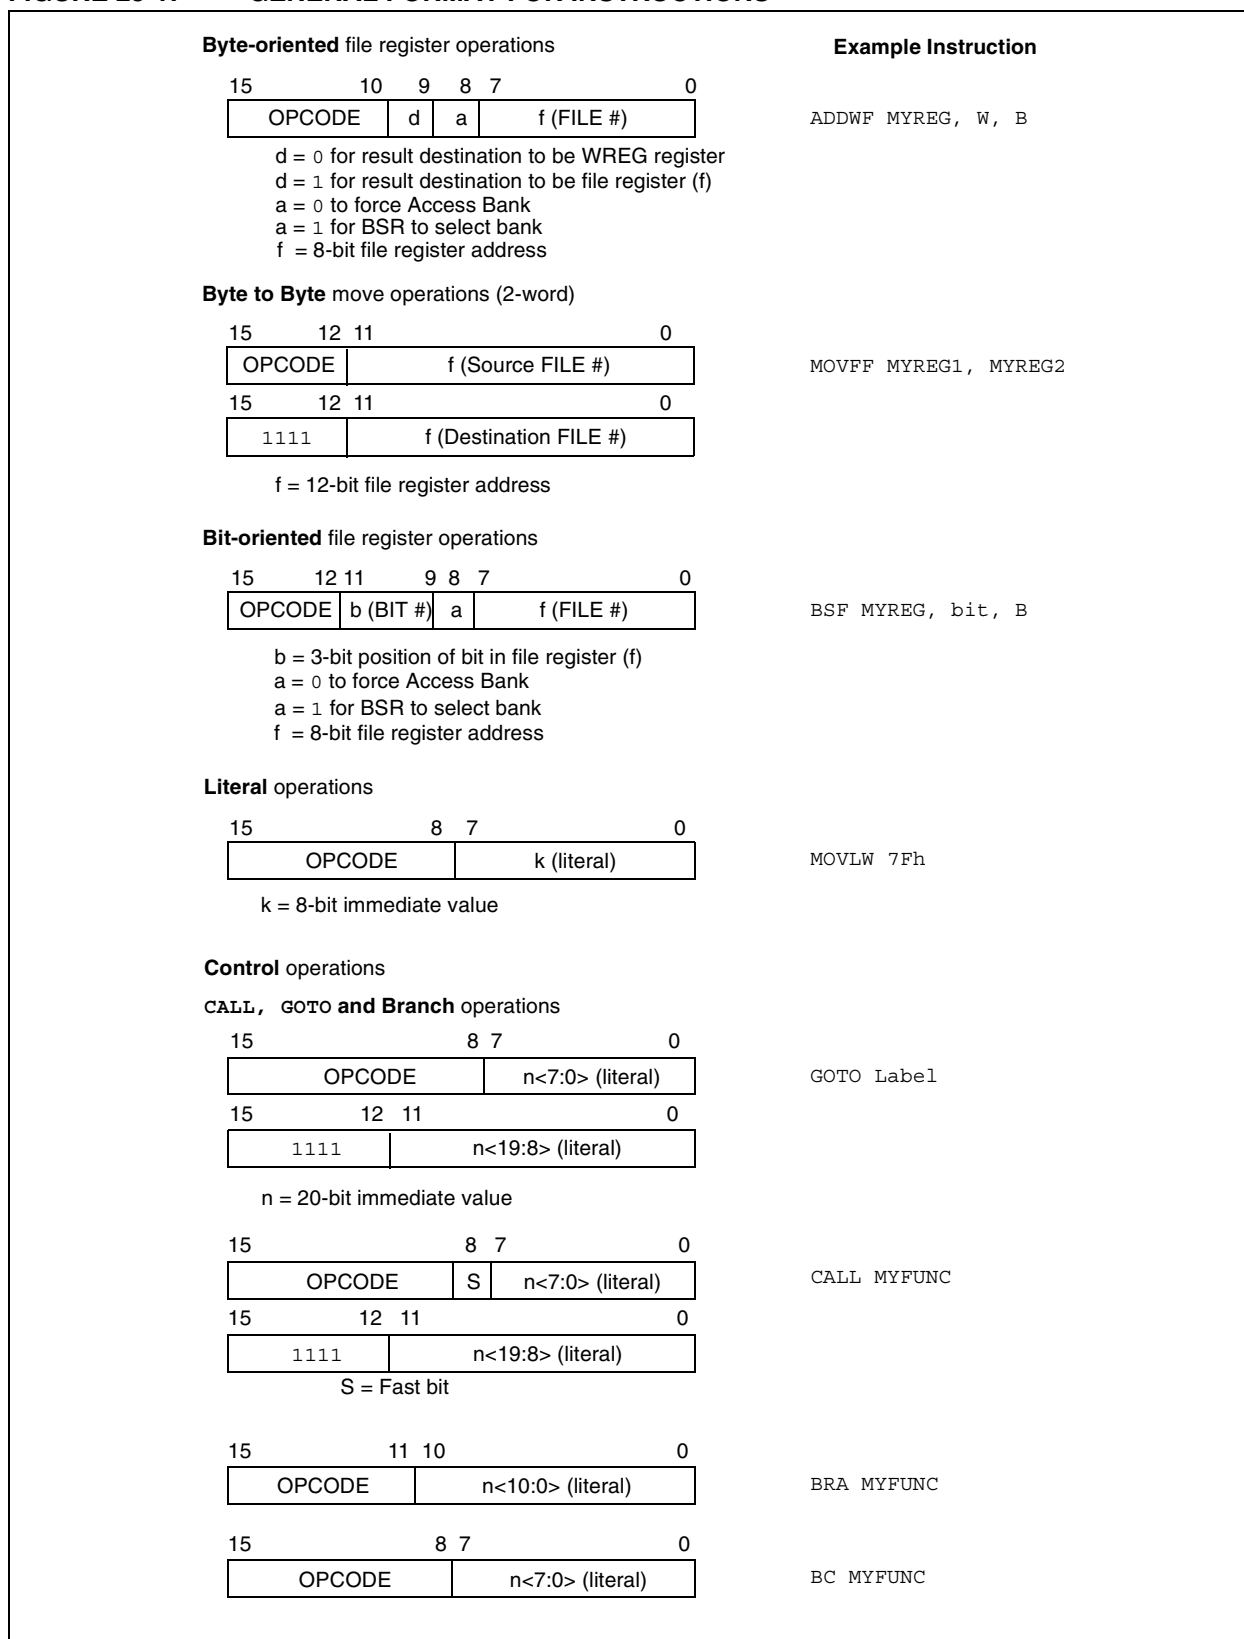 Byte-oriented file register operations
Example Instruction
15 10 9 8 7 0
OPCODE d a f (FILE #)
ADDWF MYREG, W, B
d = 0 for result destination to be WREG register
d = 1 for result destination to be file register (f)
a = 0 to force Access Bank
a = 1 for BSR to select bank
f = 8-bit file register address
Byte to Byte move operations (2-word)
15 12 11 0
OPCODE f (Source FILE #)
MOVFF MYREG1, MYREG2
15 12 11 0
1111 f (Destination FILE #)
f = 12-bit file register address
Bit-oriented file register operations
15 12 11 9 8 7 0
OPCODE b (BIT #) a f (FILE #)
BSF MYREG, bit, B
b = 3-bit position of bit in file register (f)
a = 0 to force Access Bank
a = 1 for BSR to select bank
f = 8-bit file register address
Literal operations
15 8 7 0
OPCODE k (literal)
MOVLW 7Fh
k = 8-bit immediate value
Control operations
CALL, GOTO and Branch operations
15 8 7 0
OPCODE n<7:0> (literal)
GOTO Label
15 12 11 0
1111 n<19:8> (literal)
n = 20-bit immediate value
15 8 7 0
OPCODE S n<7:0> (literal)
CALL MYFUNC
15 12 11 0
1111 n<19:8> (literal)
S = Fast bit
15 11 10 0
OPCODE n<10:0> (literal)
BRA MYFUNC
15 8 7 0
OPCODE n<7:0> (literal)
BC MYFUNC